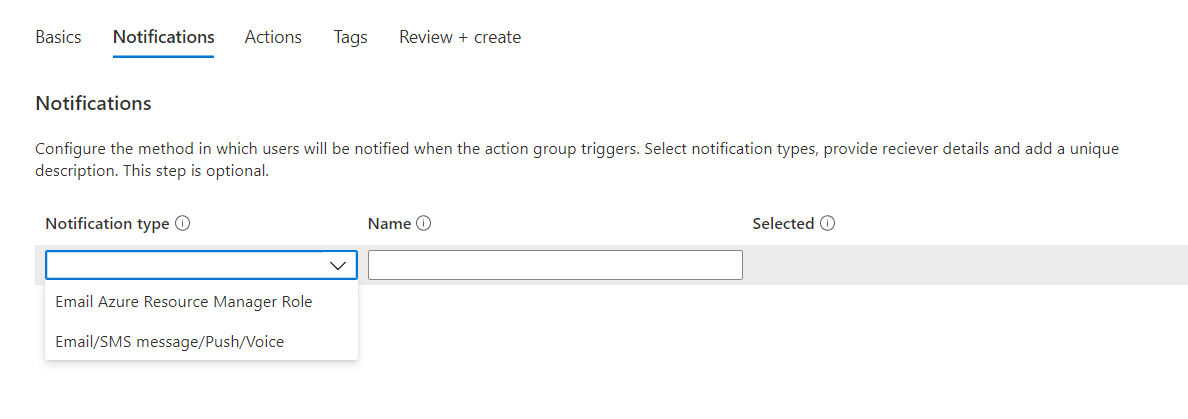 Basics Notifications Actions Tags Review + create
Notifications
Configure the method in which users will be notified when the action group triggers. Select notification types, provide reciever details and add a unique
description. This step is optional.
Notification type Name Selected
Email Azure Resource Manager Role
Email/SMS message/Push/Voice